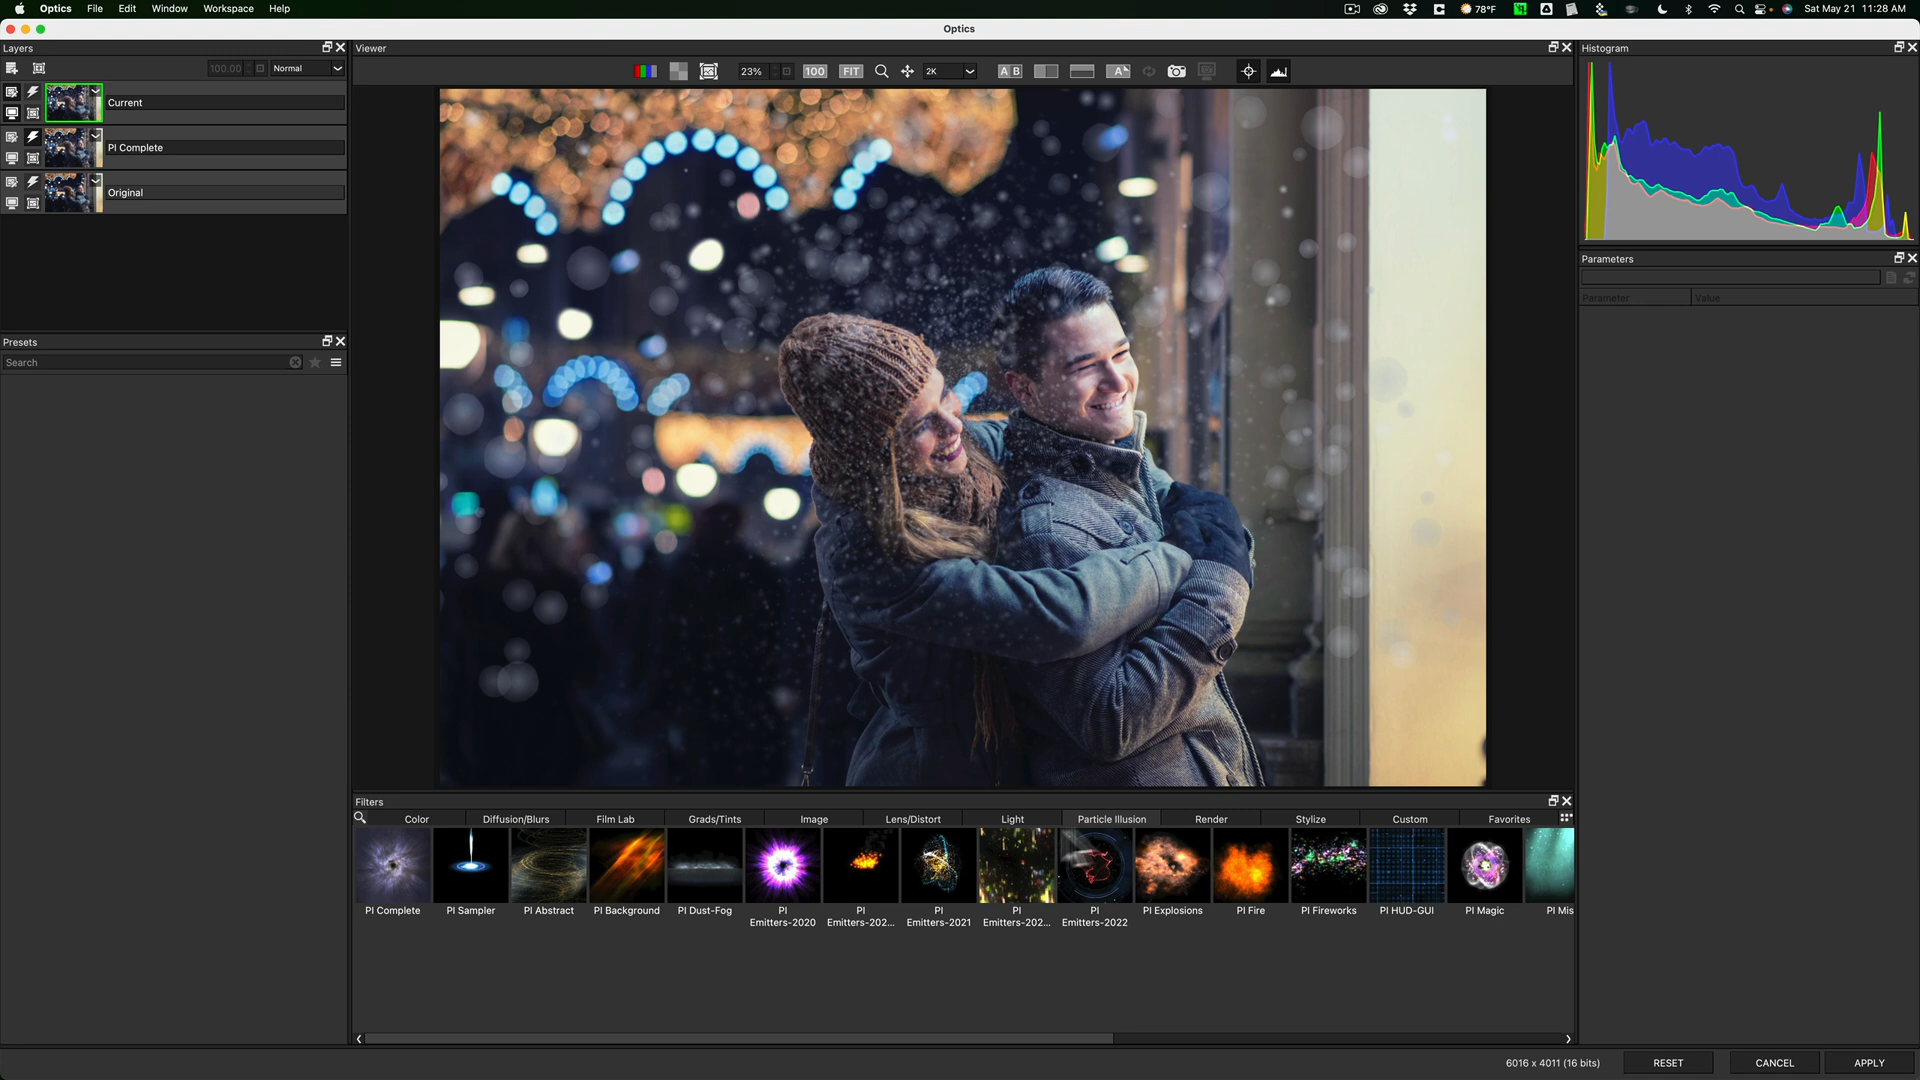 Optics File Edit Window Workspace Help
78°F Sat May 21 11:28 AM
Optics
Layers
100.00 Normal
Current
PI Complete
Original
Presets
Search
Viewer
23% 100 FIT 2K A B A
Histogram
Parameters
Parameter Value
Filters
Color Diffusion/Blurs Film Lab Grads/Tints Image Lens/Distort Light Particle Illusion Render Stylize Custom Favorites
PI Complete PI Sampler PI Abstract PI Background PI Dust-Fog PI Emitters-2020 PI Emitters-202... PI Emitters-2021 PI Emitters-202... PI Emitters-2022 PI Explosions PI Fire PI Fireworks PI HUD-GUI PI Magic PI Mis
6016 x 4011 (16 bits) RESET CANCEL APPLY